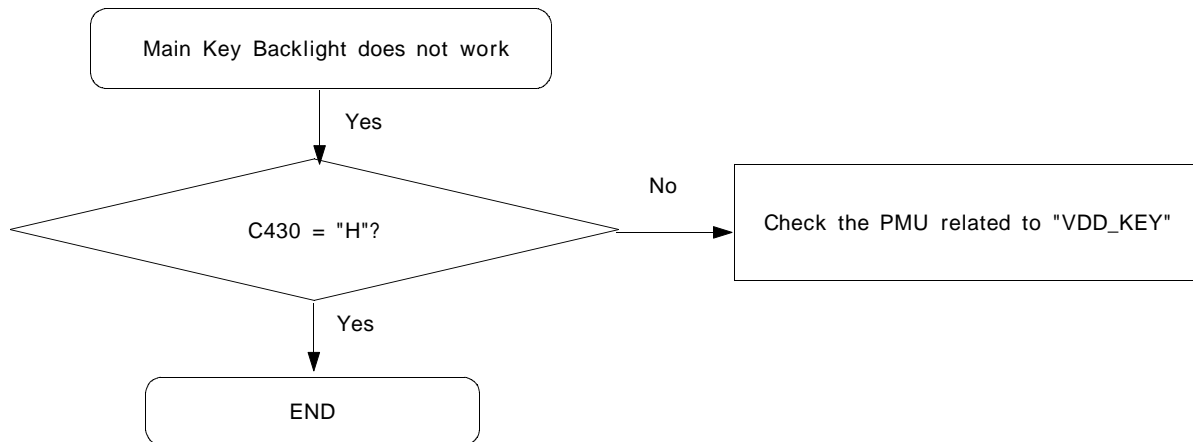 Main Key Backlight does not work
Yes
C430 = "H"?
No
Check the PMU related to "VDD_KEY"
Yes
END